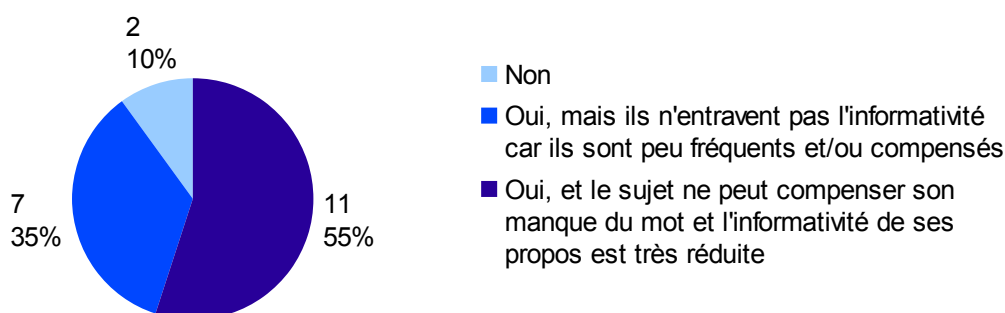 2
10%
7
35%
11
55%
Non
Oui, mais ils n'entravent pas l'informativité
car ils sont peu fréquents et/ou compensés
Oui, et le sujet ne peut compenser son
manque du mot et l'informativité de ses
propos est très réduite